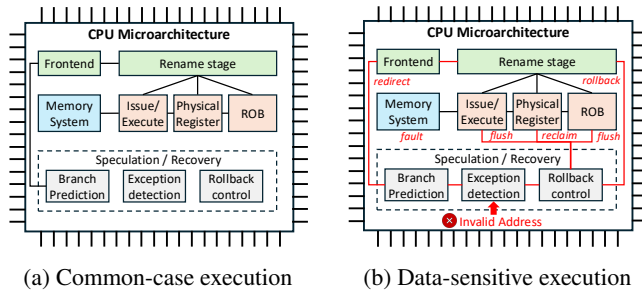 CPU Microarchitecture
Frontend
Rename stage
Memory
System
Issue/
Execute
Physical
Register
ROB
Speculation / Recovery
Branch
Prediction
Exception
detection
Rollback
control
(a) Common-case execution
CPU Microarchitecture
Frontend
Rename stage
redirect
rollback
Memory
System
Issue/
Execute
Physical
Register
ROB
fault
flush
reclaim
flush
Speculation / Recovery
Branch
Prediction
Exception
detection
Rollback
control
Invalid Address
(b) Data-sensitive execution